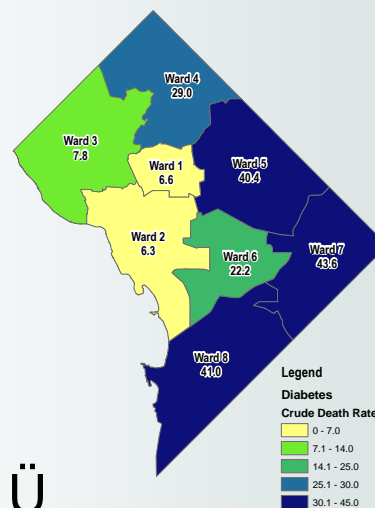 Ward 4
29.0
Ward 3
7.8
Ward 1
6.6
Ward 5
40.4
Ward 2
6.3
Ward 6
22.2
Ward 7
43.6
Ward 8
41.0
Legend
Diabetes
Crude Death Rate
0 - 7.0
7.1 - 14.0
14.1 - 25.0
25.1 - 30.0
30.1 - 45.0
Ü